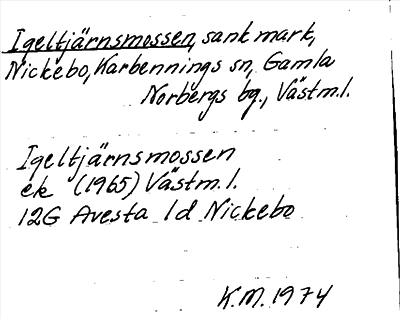 Igeltjärnsmossen, sank mark,
Nickebo, Karbennings sn, Gamla
Norbergs bg., Västm.l.
Igeltjärnsmossen
ek (1965) Västm.l.
12G Avesta 1d Nickebo
K.M. 1974